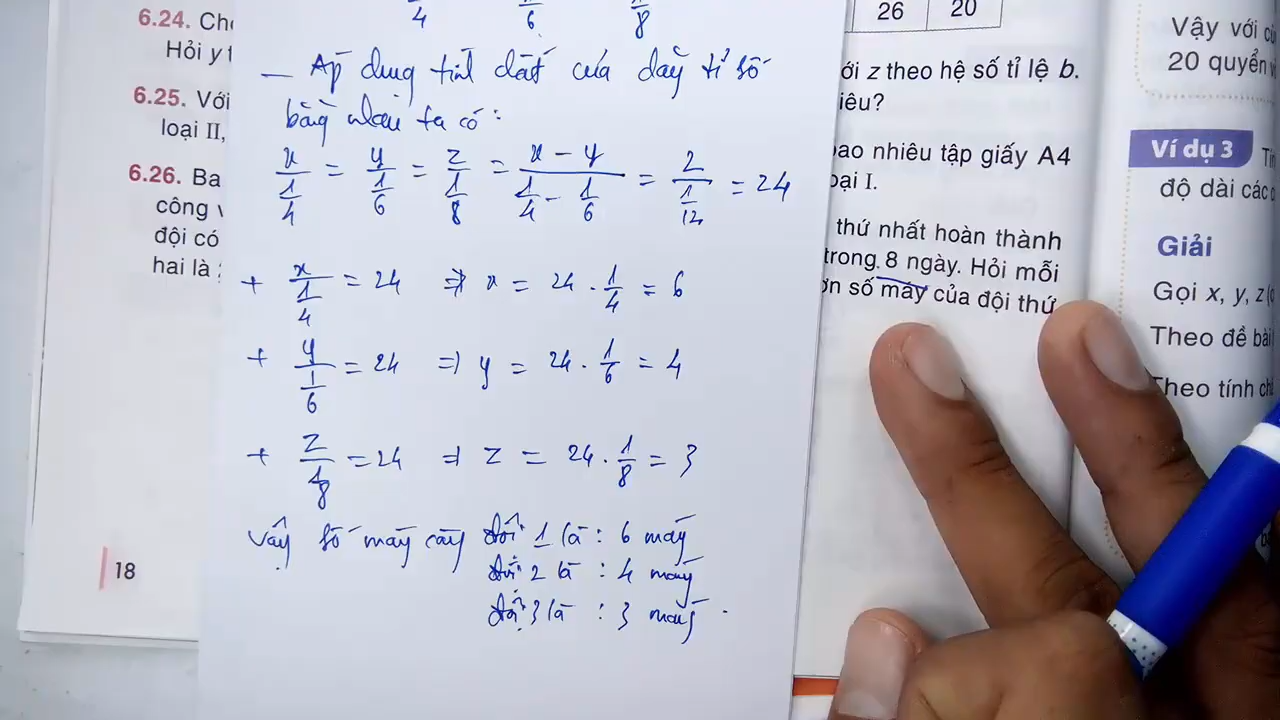 6.24. Ch
Hỏi y t
6.25. Với
loại II,
6.26. Ba
công v
đội có
hai là
18
4 6 8
— Áp dụng tính chất của dãy tỉ số
bằng nhau ta có:
x/(1/4) = y/(1/6) = z/(1/8) = (x - y)/(1/4 - 1/6) = 2/(1/12) = 24
+ x/(1/4) = 24 => x = 24 . 1/4 = 6
+ y/(1/6) = 24 => y = 24 . 1/6 = 4
+ z/(1/8) = 24 => z = 24 . 1/8 = 3
Vậy số máy cày đội 1 là : 6 máy
đội 2 là : 4 máy
đội 3 là : 3 máy.
26 20
ới z theo hệ số tỉ lệ b.
iêu?
bao nhiêu tập giấy A4
oại I.
thứ nhất hoàn thành
trong 8 ngày. Hỏi mỗi
ơn số máy của đội thứ
Vậy với c
20 quyển v
Ví dụ 3 Tì
độ dài các c
Giải
Gọi x, y, z (
Theo đề bài
Theo tính ch